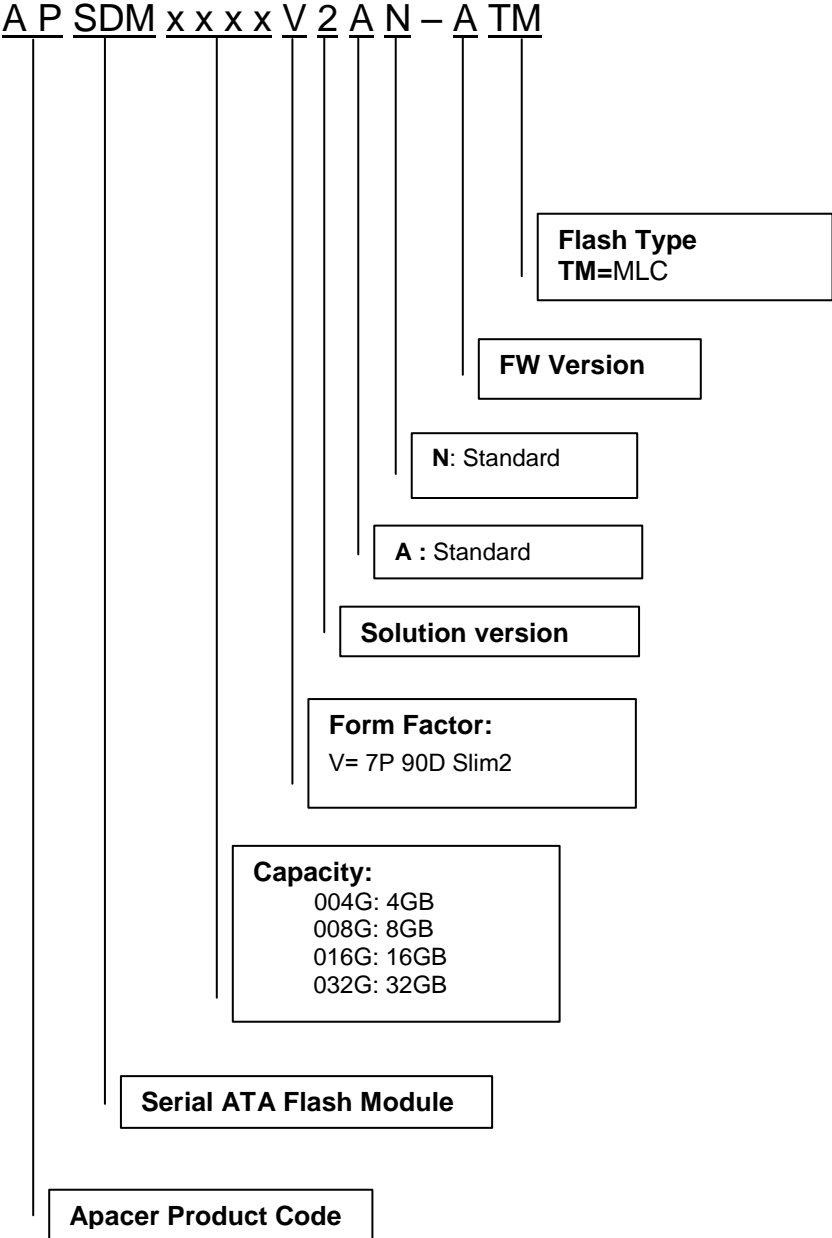 A P SDM x x x x V 2 A N – A TM
Flash Type
TM=MLC
FW Version
N: Standard
A : Standard
Solution version
Form Factor:
V= 7P 90D Slim2
Capacity:
004G: 4GB
008G: 8GB
016G: 16GB
032G: 32GB
Serial ATA Flash Module
Apacer Product Code